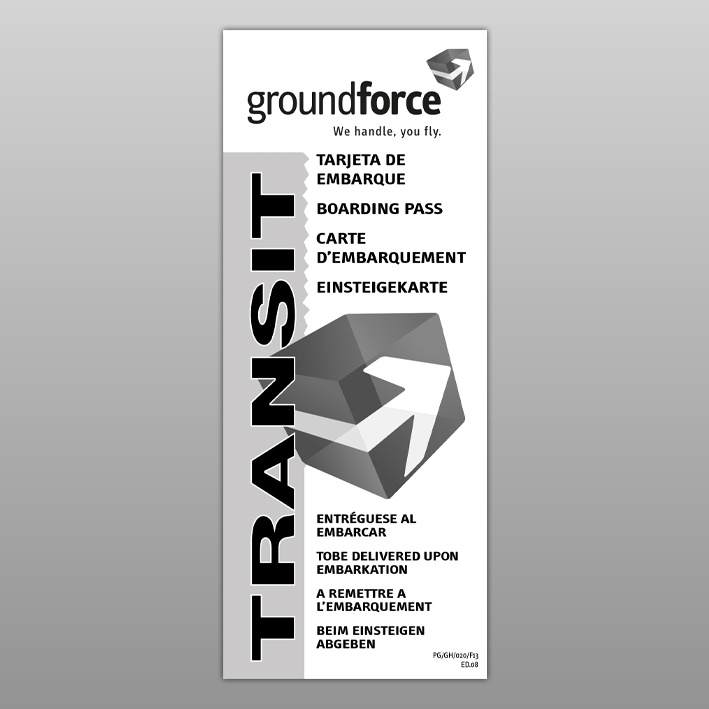 groundforce
We handle, you fly.
TRANSIT
TARJETA DE
EMBARQUE
BOARDING PASS
CARTE
D'EMBARQUEMENT
EINSTEIGEKARTE
ENTRÉGUESE AL
EMBARCAR
TOBE DELIVERED UPON
EMBARKATION
A REMETTRE A
L'EMBARQUEMENT
BEIM EINSTEIGEN
ABGEBEN
PG/GH/020/F13
ED.08